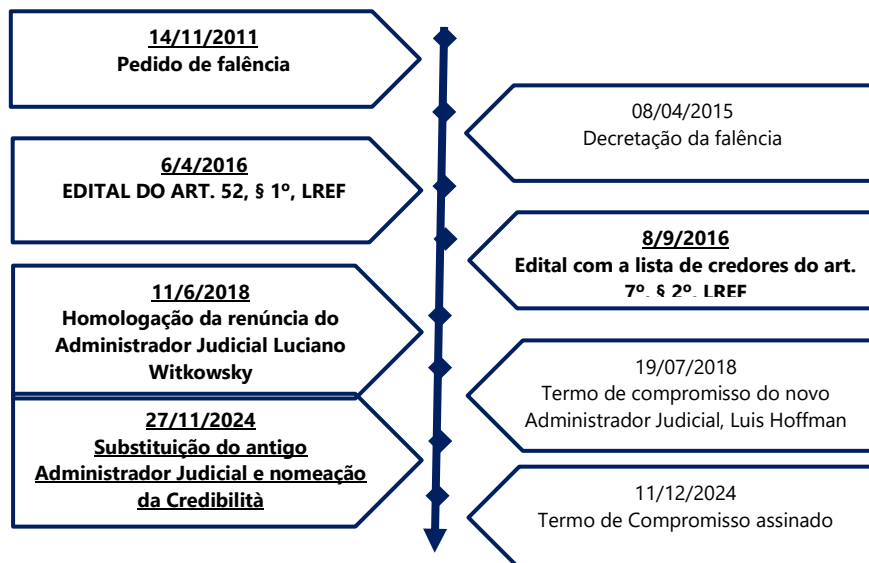 14/11/2011
Pedido de falência
08/04/2015
Decretação da falência
6/4/2016
EDITAL DO ART. 52, § 1º, LREF
8/9/2016
Edital com a lista de credores do art.
7º, § 2º, LREF
11/6/2018
Homologação da renúncia do
Administrador Judicial Luciano
Witkowsky
19/07/2018
Termo de compromisso do novo
Administrador Judicial, Luis Hoffman
27/11/2024
Substituição do antigo
Administrador Judicial e nomeação
da Credibilità
11/12/2024
Termo de Compromisso assinado